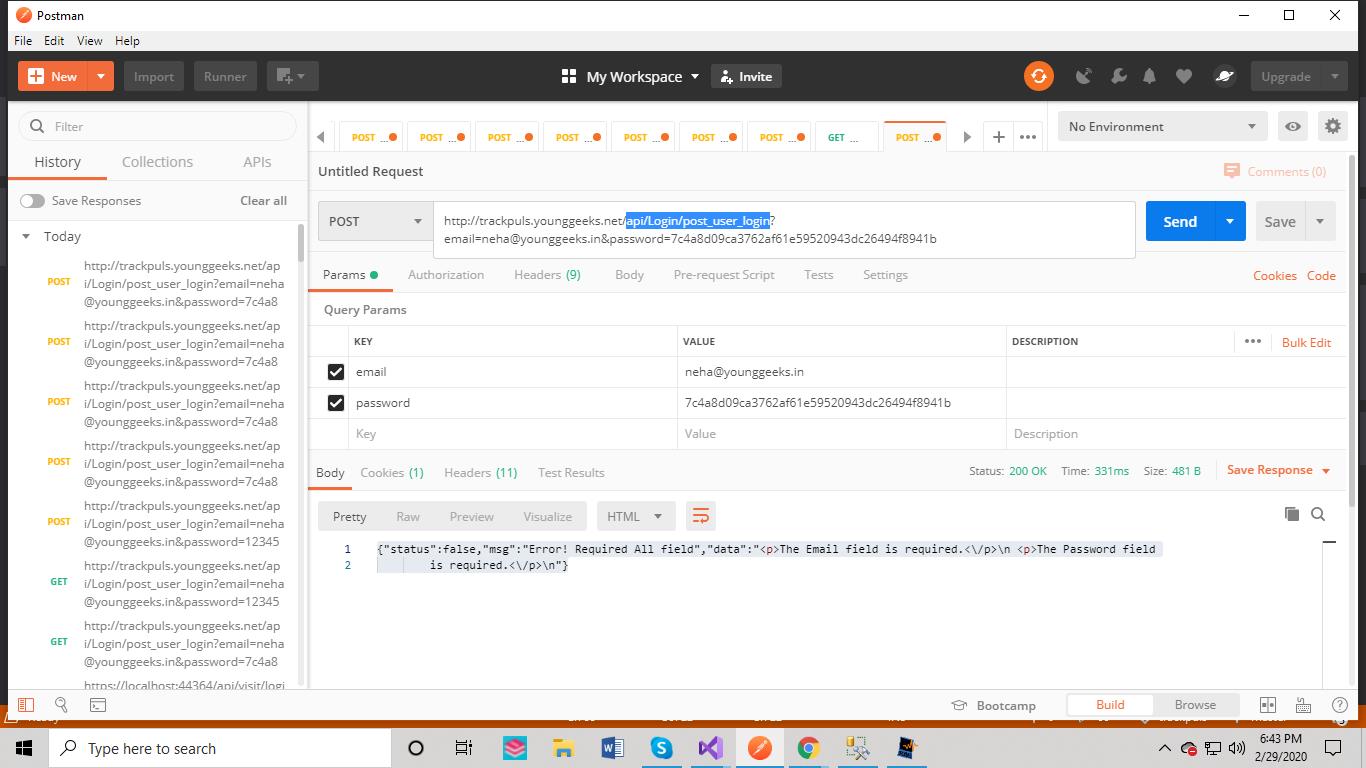 Postman
File Edit View Help
New Import Runner My Workspace Invite Upgrade
Filter
History Collections APIs
Save Responses Clear all
Today
POST http://trackpuls.younggeeks.net/ap
i/Login/post_user_login?email=neha
@younggeeks.in&password=7c4a8
POST http://trackpuls.younggeeks.net/ap
i/Login/post_user_login?email=neha
@younggeeks.in&password=7c4a8
POST http://trackpuls.younggeeks.net/ap
i/Login/post_user_login?email=neha
@younggeeks.in&password=7c4a8
POST http://trackpuls.younggeeks.net/ap
i/Login/post_user_login?email=neha
@younggeeks.in&password=7c4a8
POST http://trackpuls.younggeeks.net/ap
i/Login/post_user_login?email=neha
@younggeeks.in&password=12345
GET http://trackpuls.younggeeks.net/ap
i/Login/post_user_login?email=neha
@younggeeks.in&password=12345
GET http://trackpuls.younggeeks.net/ap
i/Login/post_user_login?email=neha
@younggeeks.in&password=7c4a8
https://localhost:44364/api/visit/logi
POST ... POST ... POST ... POST ... POST ... POST ... POST ... GET ... POST ... + •••
No Environment
Untitled Request
Comments (0)
POST http://trackpuls.younggeeks.net/api/Login/post_user_login?
email=neha@younggeeks.in&password=7c4a8d09ca3762af61e59520943dc26494f8941b
Send Save
Params Authorization Headers (9) Body Pre-request Script Tests Settings Cookies Code
Query Params
KEY VALUE DESCRIPTION ••• Bulk Edit
email neha@younggeeks.in
password 7c4a8d09ca3762af61e59520943dc26494f8941b
Key Value Description
Body Cookies (1) Headers (11) Test Results Status: 200 OK Time: 331ms Size: 481 B Save Response
Pretty Raw Preview Visualize HTML
1 {"status":false,"msg":"Error! Required All field","data":"<p>The Email field is required.<\/p>\n <p>The Password field
2 is required.<\/p>\n"}
Bootcamp Build Browse
Type here to search
6:43 PM
2/29/2020